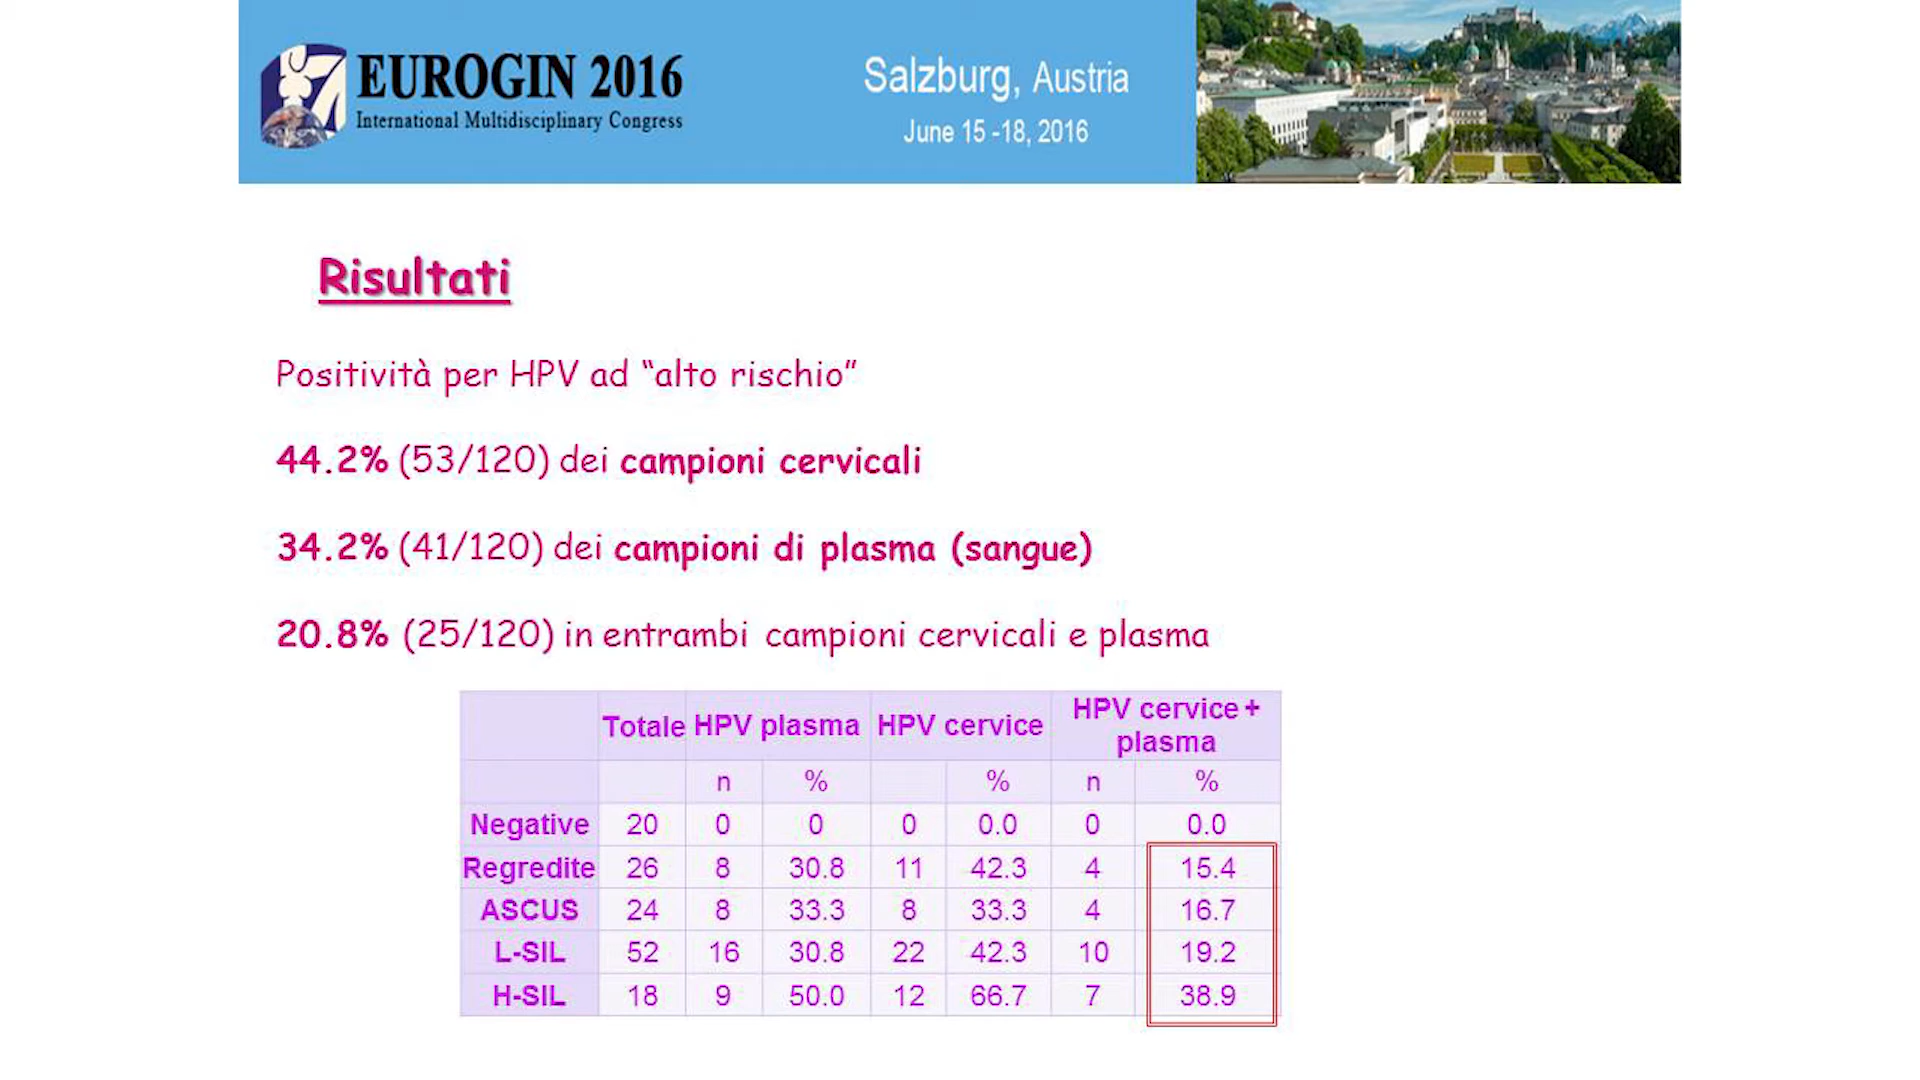 EUROGIN 2016
International Multidisciplinary Congress
Salzburg, Austria
June 15 -18, 2016
Risultati
Positività per HPV ad “alto rischio”
44.2% (53/120) dei campioni cervicali
34.2% (41/120) dei campioni di plasma (sangue)
20.8% (25/120) in entrambi campioni cervicali e plasma
Totale HPV plasma HPV cervice HPV cervice + plasma
n % % n %
Negative 20 0 0 0 0.0 0 0.0
Regredite 26 8 30.8 11 42.3 4 15.4
ASCUS 24 8 33.3 8 33.3 4 16.7
L-SIL 52 16 30.8 22 42.3 10 19.2
H-SIL 18 9 50.0 12 66.7 7 38.9